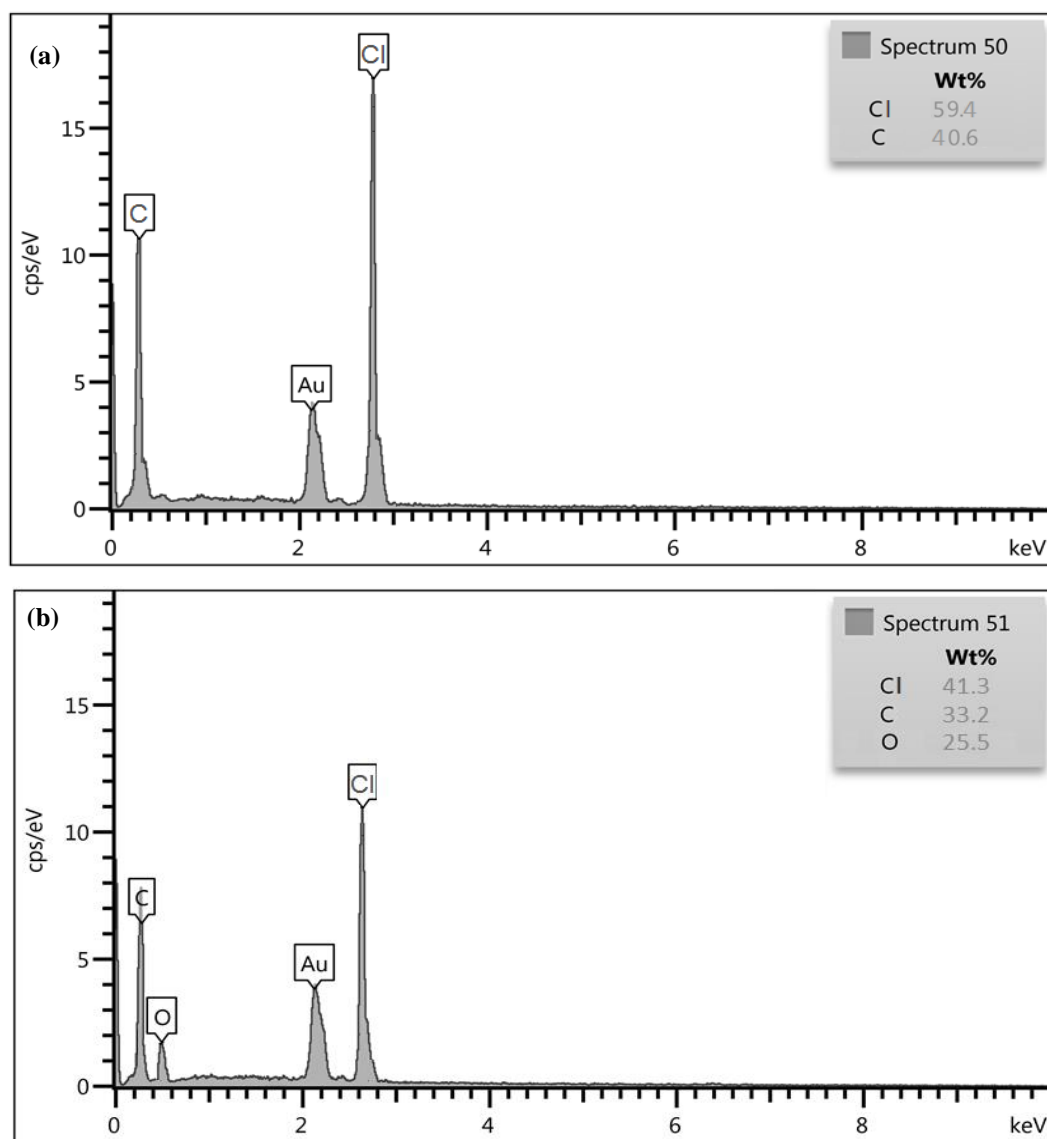 (a)
Spectrum 50
Wt%
Cl 59.4
C 40.6
Cl
C
Au
cps/eV
15
10
5
0
0 2 4 6 8 keV
(b)
Spectrum 51
Wt%
Cl 41.3
C 33.2
O 25.5
Cl
C
Au
O
cps/eV
15
10
5
0
0 2 4 6 8 keV